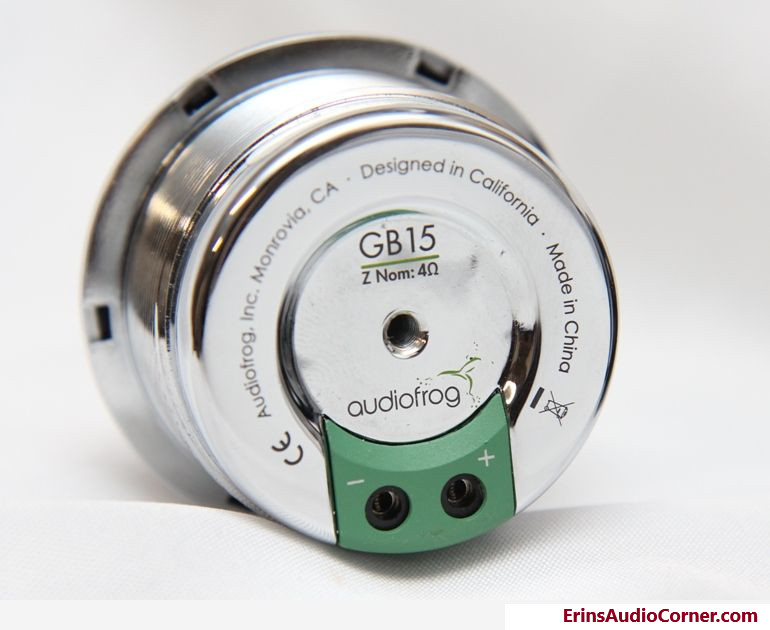 Audiofrog, Inc. Monrovia, CA · Designed in California · Made in China
GB15
Z Nom: 4Ω
audiofrog
CE
− +
ErinsAudioCorner.com